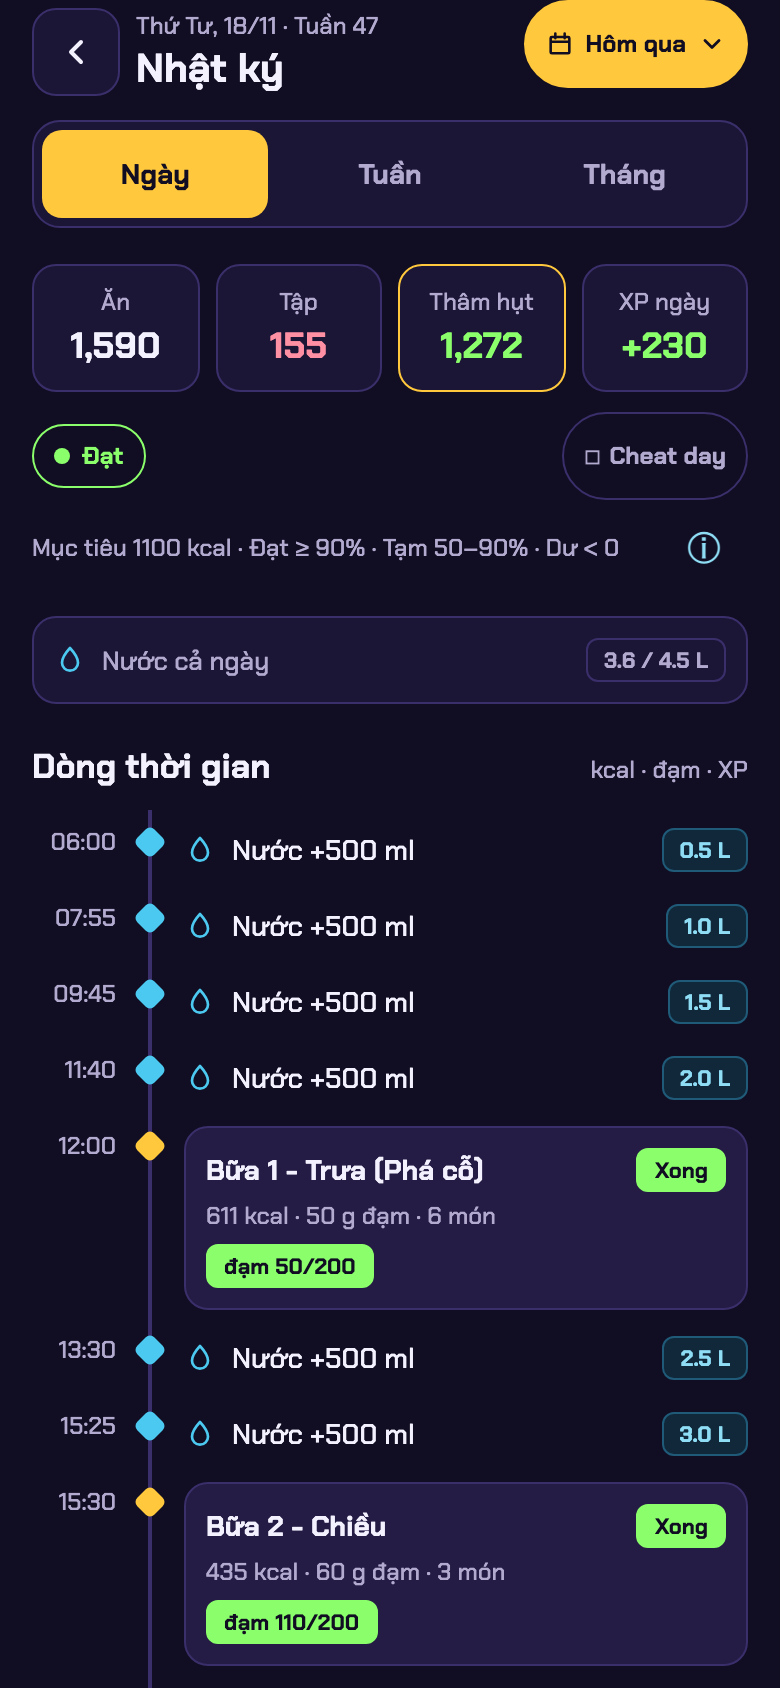 Thứ Tư, 18/11 · Tuần 47
Nhật ký
Hôm qua
Ngày
Tuần
Tháng
Ăn
1,590
Tập
155
Thâm hụt
1,272
XP ngày
+230
Đạt
Cheat day
Mục tiêu 1100 kcal · Đạt ≥ 90% · Tạm 50–90% · Dư < 0
Nước cả ngày
3.6 / 4.5 L
Dòng thời gian
kcal · đạm · XP
06:00
Nước +500 ml
0.5 L
07:55
Nước +500 ml
1.0 L
09:45
Nước +500 ml
1.5 L
11:40
Nước +500 ml
2.0 L
12:00
Bữa 1 - Trưa (Phá cỗ)
Xong
611 kcal · 50 g đạm · 6 món
đạm 50/200
13:30
Nước +500 ml
2.5 L
15:25
Nước +500 ml
3.0 L
15:30
Bữa 2 - Chiều
Xong
435 kcal · 60 g đạm · 3 món
đạm 110/200